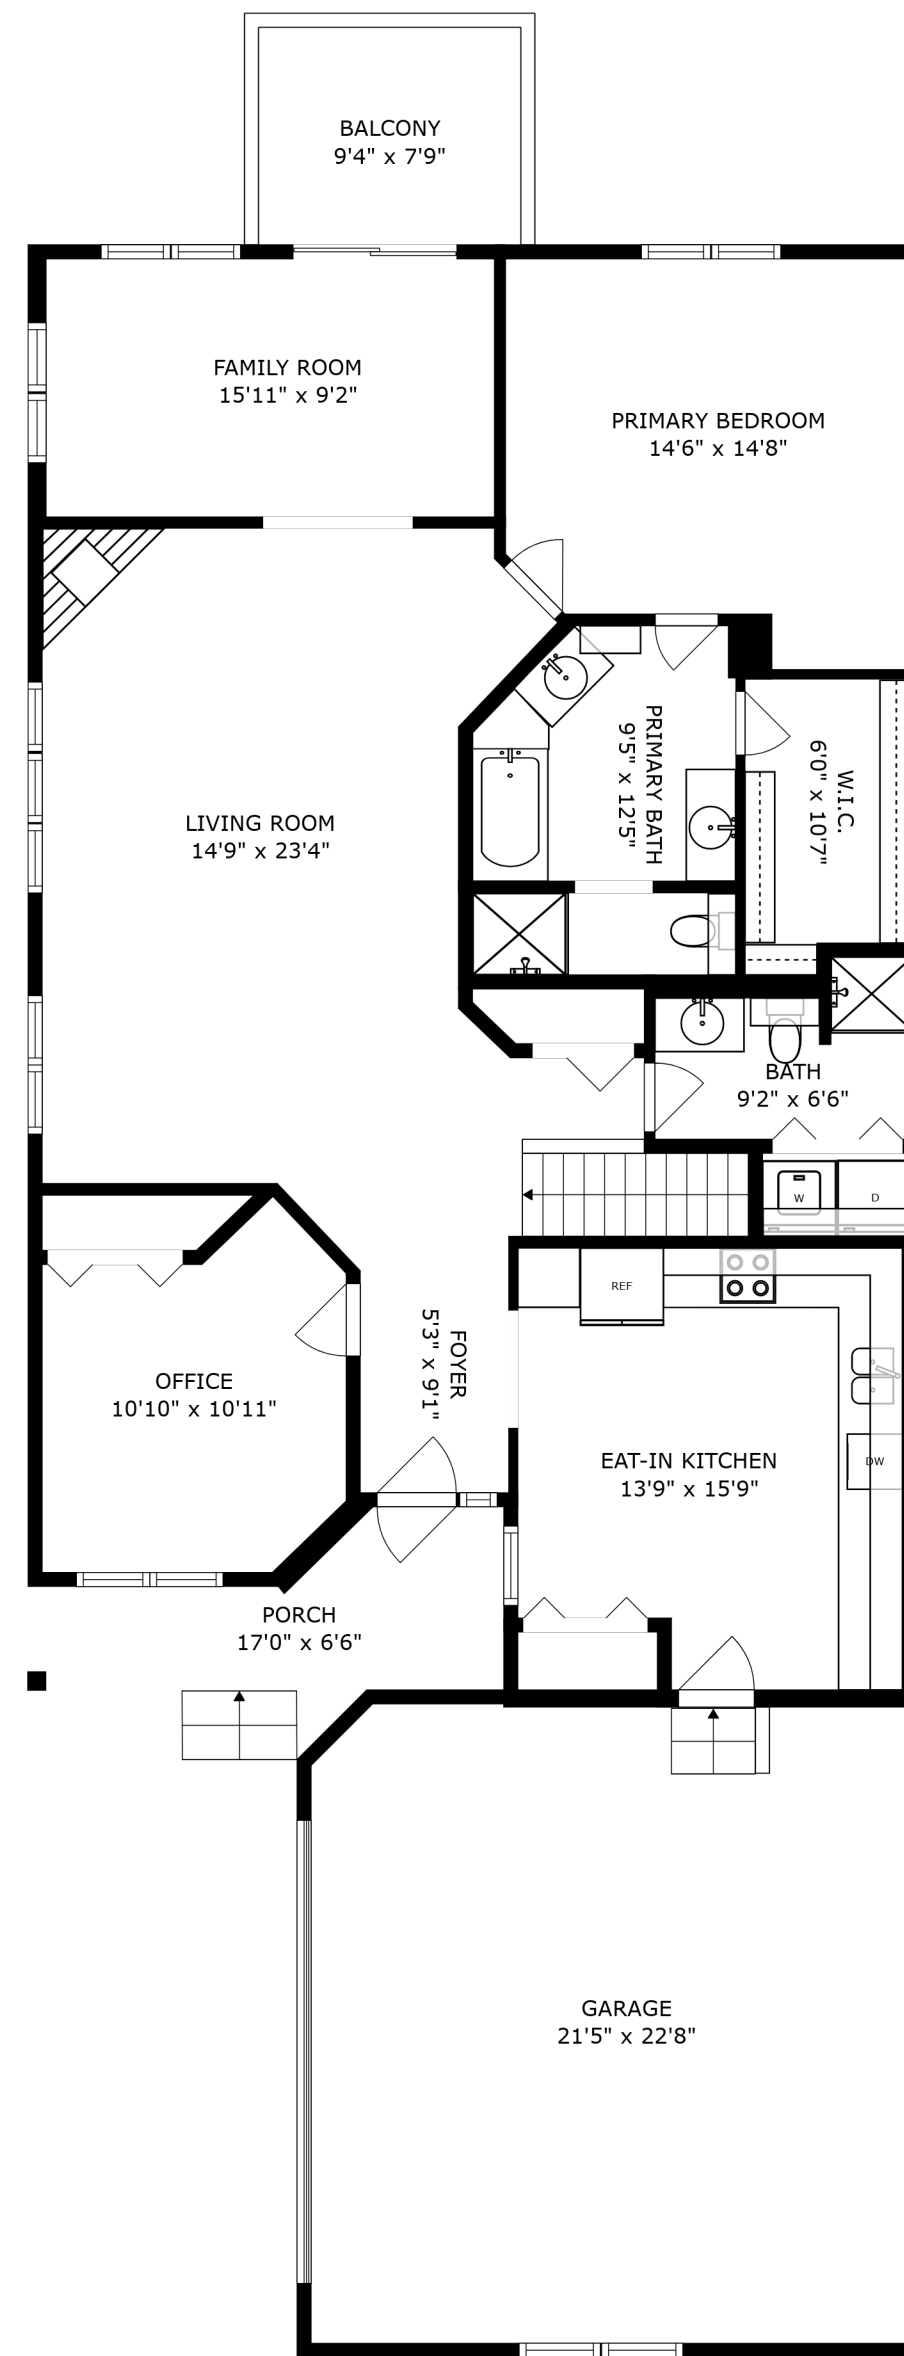 BALCONY
9'4" x 7'9"
FAMILY ROOM
15'11" x 9'2"
PRIMARY BEDROOM
14'6" x 14'8"
PRIMARY BATH
9'5" x 12'5"
W.I.C.
6'0" x 10'7"
LIVING ROOM
14'9" x 23'4"
BATH
9'2" x 6'6"
W
D
REF
FOYER
5'3" x 9'1"
OFFICE
10'10" x 10'11"
EAT-IN KITCHEN
13'9" x 15'9"
DW
PORCH
17'0" x 6'6"
GARAGE
21'5" x 22'8"